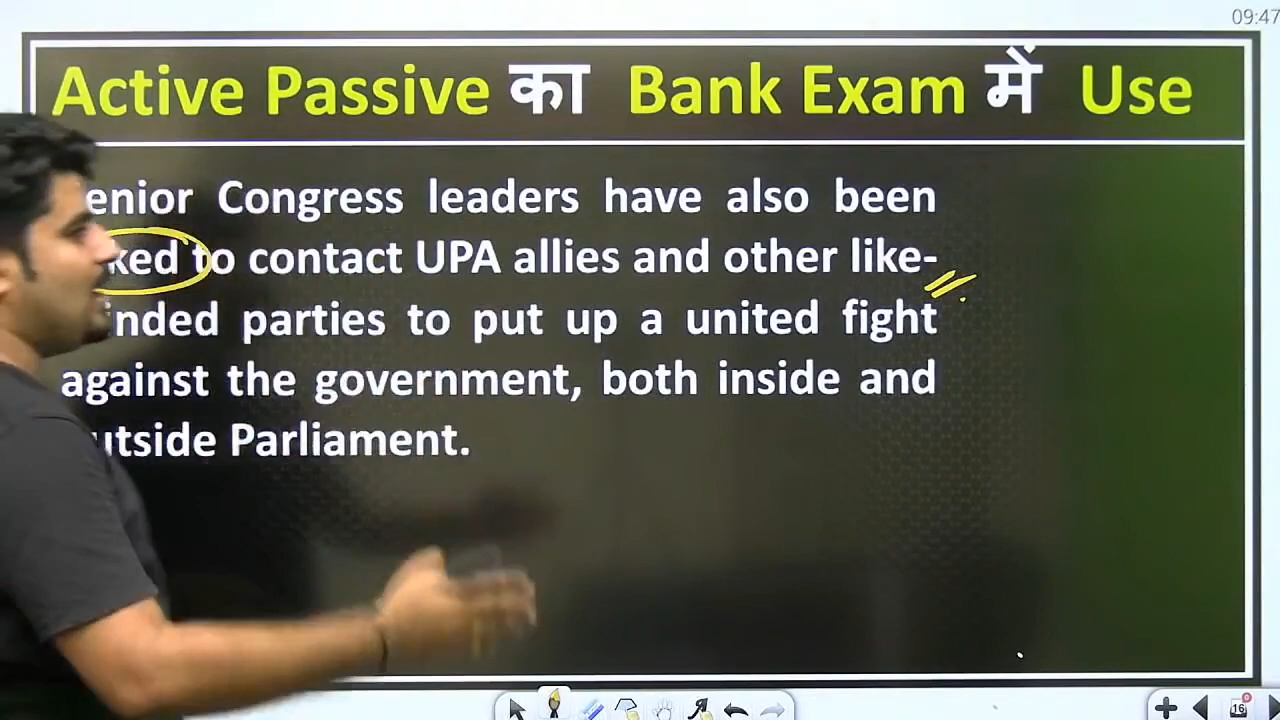 09:47
Active Passive का Bank Exam में Use
enior Congress leaders have also been
ked to contact UPA allies and other like-
inded parties to put up a united fight
against the government, both inside and
utside Parliament.
16